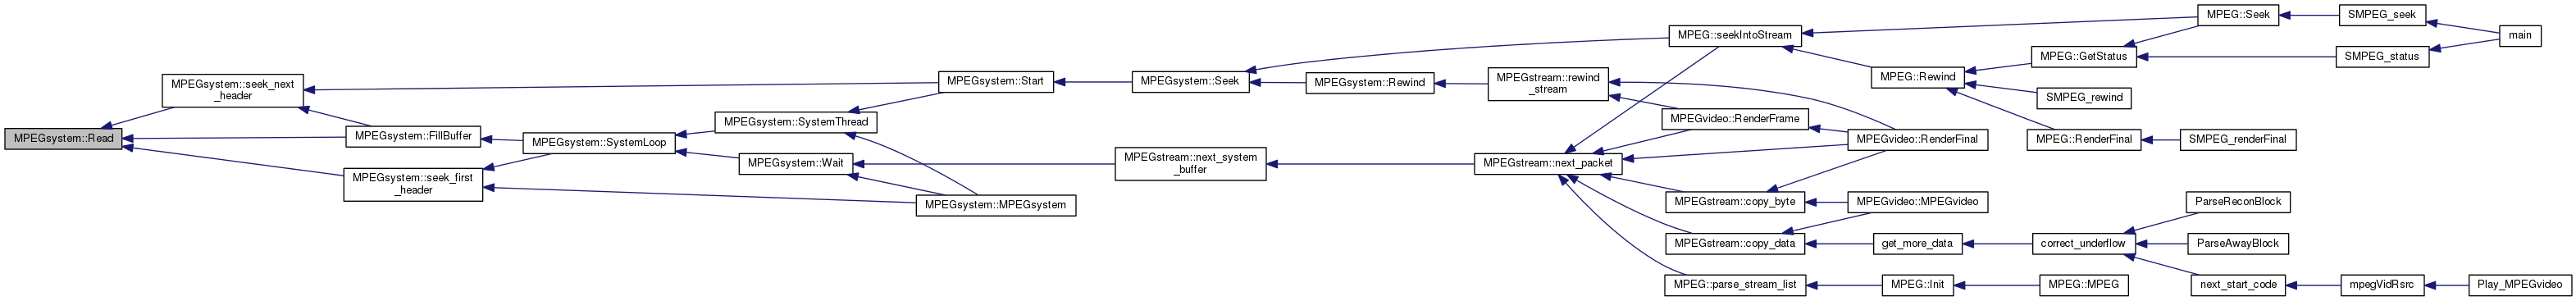 MPEGsystem::Read
MPEGsystem::seek_next
_header
MPEGsystem::FillBuffer
MPEGsystem::seek_first
_header
MPEGsystem::SystemLoop
MPEGsystem::SystemThread
MPEGsystem::Wait
MPEGsystem::Start
MPEGsystem::MPEGsystem
MPEGsystem::Seek
MPEGstream::next_system
_buffer
MPEGsystem::Rewind
MPEGstream::rewind
_stream
MPEGstream::next_packet
MPEG::seekIntoStream
MPEGvideo::RenderFrame
MPEGstream::copy_byte
MPEGstream::copy_data
MPEG::parse_stream_list
MPEG::Rewind
MPEGvideo::RenderFinal
MPEGvideo::MPEGvideo
get_more_data
MPEG::Init
MPEG::Seek
MPEG::GetStatus
SMPEG_rewind
MPEG::RenderFinal
correct_underflow
MPEG::MPEG
SMPEG_seek
SMPEG_status
SMPEG_renderFinal
ParseReconBlock
ParseAwayBlock
next_start_code
main
mpegVidRsrc
Play_MPEGvideo